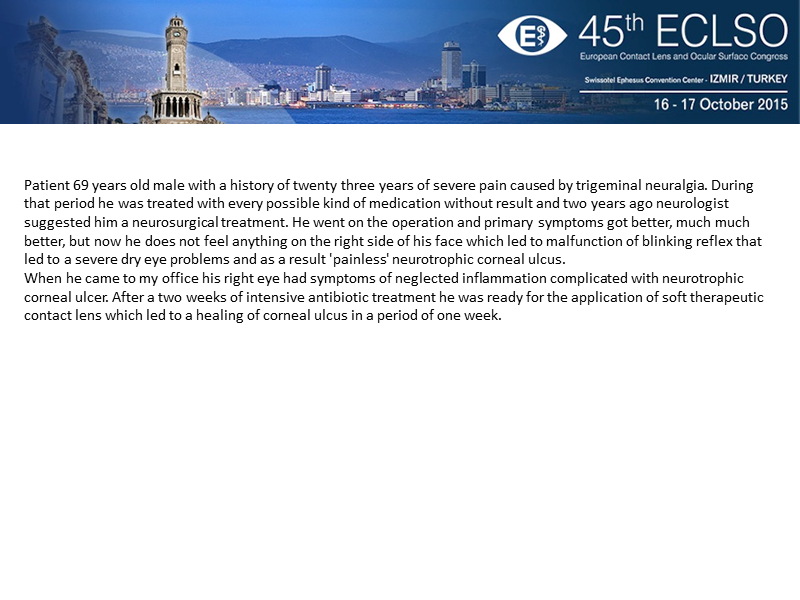 E
45th ECLSO
European Contact Lens and Ocular Surface Congress
Swissotel Ephesus Convention Center - IZMIR / TURKEY
16 - 17 October 2015
Patient 69 years old male with a history of twenty three years of severe pain caused by trigeminal neuralgia. During
that period he was treated with every possible kind of medication without result and two years ago neurologist
suggested him a neurosurgical treatment. He went on the operation and primary symptoms got better, much much
better, but now he does not feel anything on the right side of his face which led to malfunction of blinking reflex that
led to a severe dry eye problems and as a result 'painless' neurotrophic corneal ulcus.
When he came to my office his right eye had symptoms of neglected inflammation complicated with neurotrophic
corneal ulcer. After a two weeks of intensive antibiotic treatment he was ready for the application of soft therapeutic
contact lens which led to a healing of corneal ulcus in a period of one week.